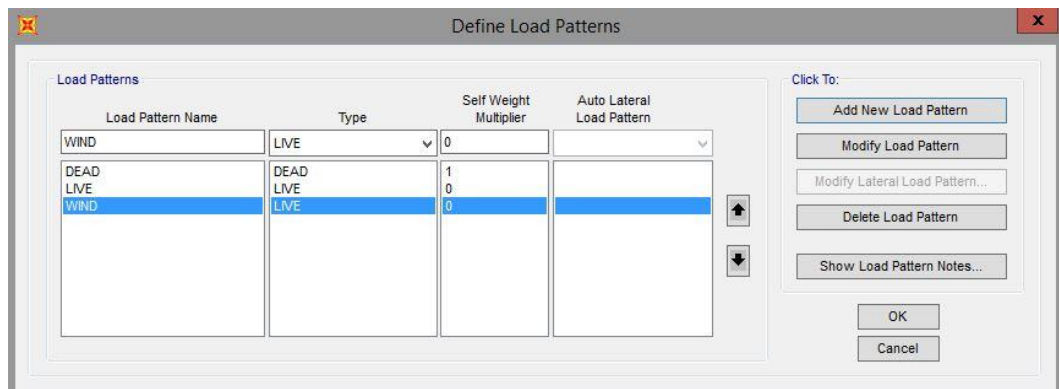 Define Load Patterns
x
Load Patterns
Click To:
Load Pattern Name Type Self Weight Multiplier Auto Lateral Load Pattern
WIND LIVE 0
DEAD DEAD 1
LIVE LIVE 0
WIND LIVE 0
Add New Load Pattern
Modify Load Pattern
Modify Lateral Load Pattern...
Delete Load Pattern
Show Load Pattern Notes...
OK
Cancel